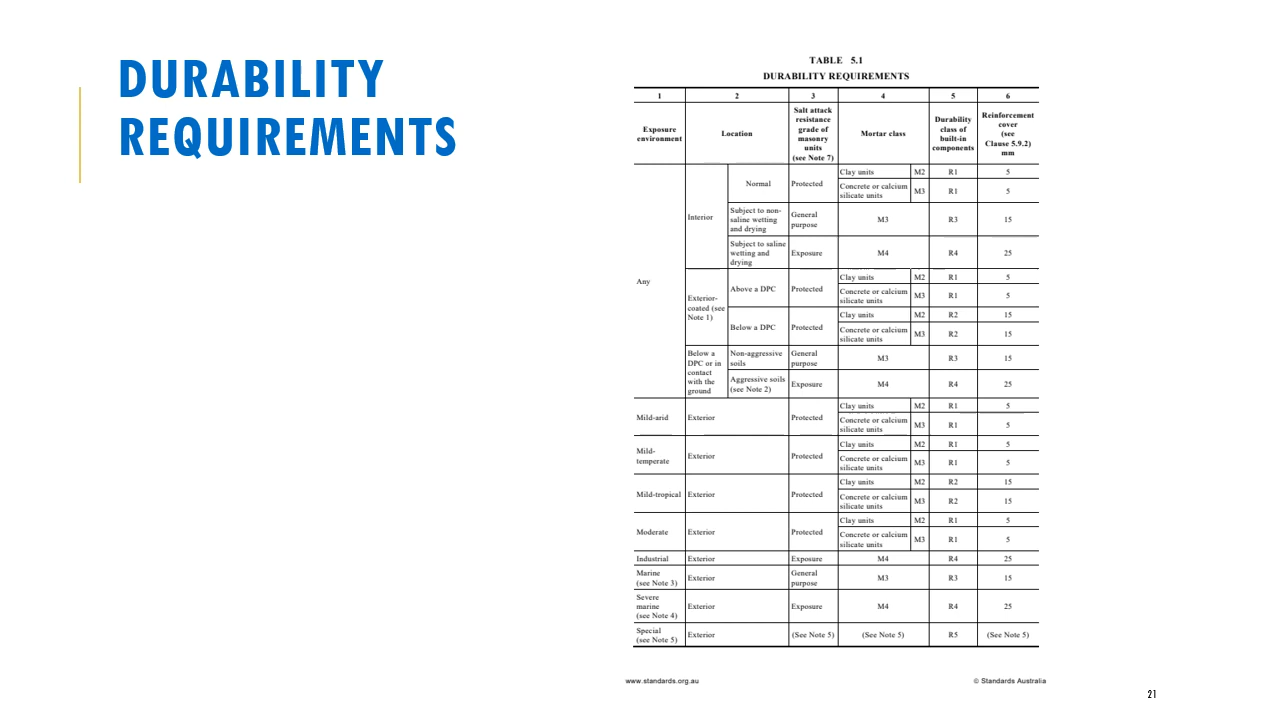 DURABILITY
REQUIREMENTS
TABLE 5.1
DURABILITY REQUIREMENTS
1 2 3 4 5 6
Exposure environment Location Salt attack resistance grade of masonry units (see Note 7) Mortar class Durability class of built-in components Reinforcement cover (see Clause 5.9.2) mm
Any Interior Normal Protected Clay units M2 R1 5
Concrete or calcium silicate units M3 R1 5
Subject to non-saline wetting and drying General purpose M3 R3 15
Subject to saline wetting and drying Exposure M4 R4 25
Exterior-coated (see Note 1) Above a DPC Protected Clay units M2 R1 5
Concrete or calcium silicate units M3 R1 5
Below a DPC Protected Clay units M2 R2 15
Concrete or calcium silicate units M3 R2 15
Below a DPC or in contact with the ground Non-aggressive soils General purpose M3 R3 15
Aggressive soils (see Note 2) Exposure M4 R4 25
Mild-arid Exterior Protected Clay units M2 R1 5
Concrete or calcium silicate units M3 R1 5
Mild-temperate Exterior Protected Clay units M2 R1 5
Concrete or calcium silicate units M3 R1 5
Mild-tropical Exterior Protected Clay units M2 R2 15
Concrete or calcium silicate units M3 R2 15
Moderate Exterior Protected Clay units M2 R1 5
Concrete or calcium silicate units M3 R1 5
Industrial Exterior Exposure M4 R4 25
Marine (see Note 3) Exterior General purpose M3 R3 15
Severe marine (see Note 4) Exterior Exposure M4 R4 25
Special (see Note 5) Exterior (See Note 5) (See Note 5) R5 (See Note 5)
www.standards.org.au © Standards Australia
21